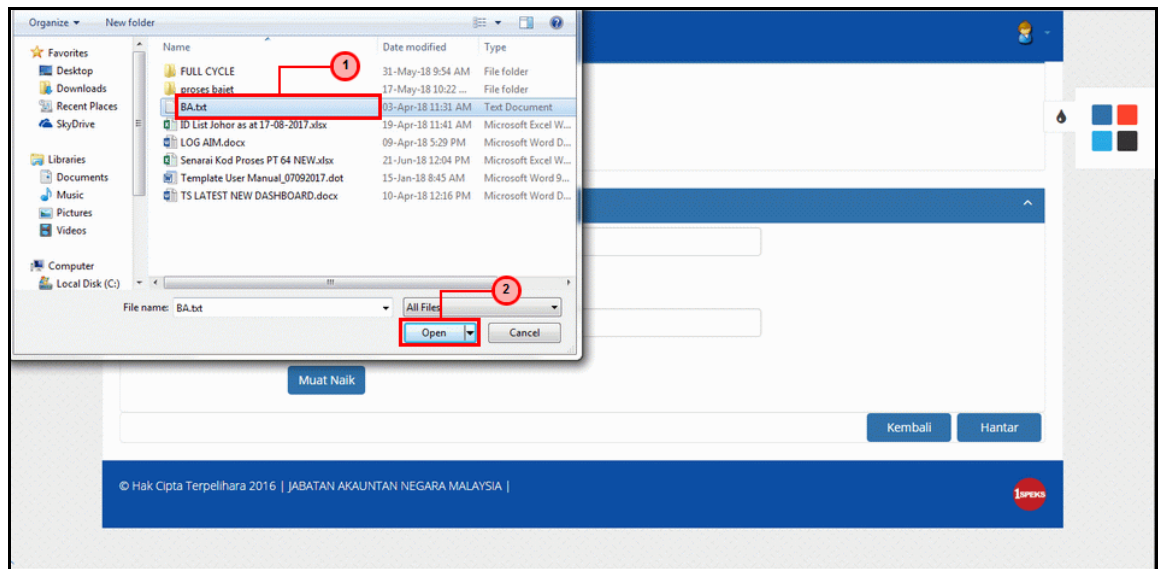 Organize New folder
Favorites
Desktop
Downloads
Recent Places
SkyDrive
Libraries
Documents
Music
Pictures
Videos
Computer
Local Disk (C:)
Name Date modified Type
1
FULL CYCLE 31-May-18 9:54 AM File folder
proses bajet 17-May-18 10:22 ... File folder
BA.txt 03-Apr-18 11:31 AM Text Document
ID List Johor as at 17-08-2017.xlsx 19-Apr-18 11:41 AM Microsoft Excel W...
LOG AIM.docx 09-Apr-18 5:29 PM Microsoft Word D...
Senarai Kod Proses PT 64 NEW.xlsx 21-Jun-18 12:04 PM Microsoft Excel W...
Template User Manual_07092017.dot 15-Jan-18 8:45 AM Microsoft Word 9...
TS LATEST NEW DASHBOARD.docx 10-Apr-18 12:16 PM Microsoft Word D...
2
File name: BA.txt All Files
Open Cancel
Muat Naik
Kembali Hantar
© Hak Cipta Terpelihara 2016 | JABATAN AKAUNTAN NEGARA MALAYSIA |
1SPEKS